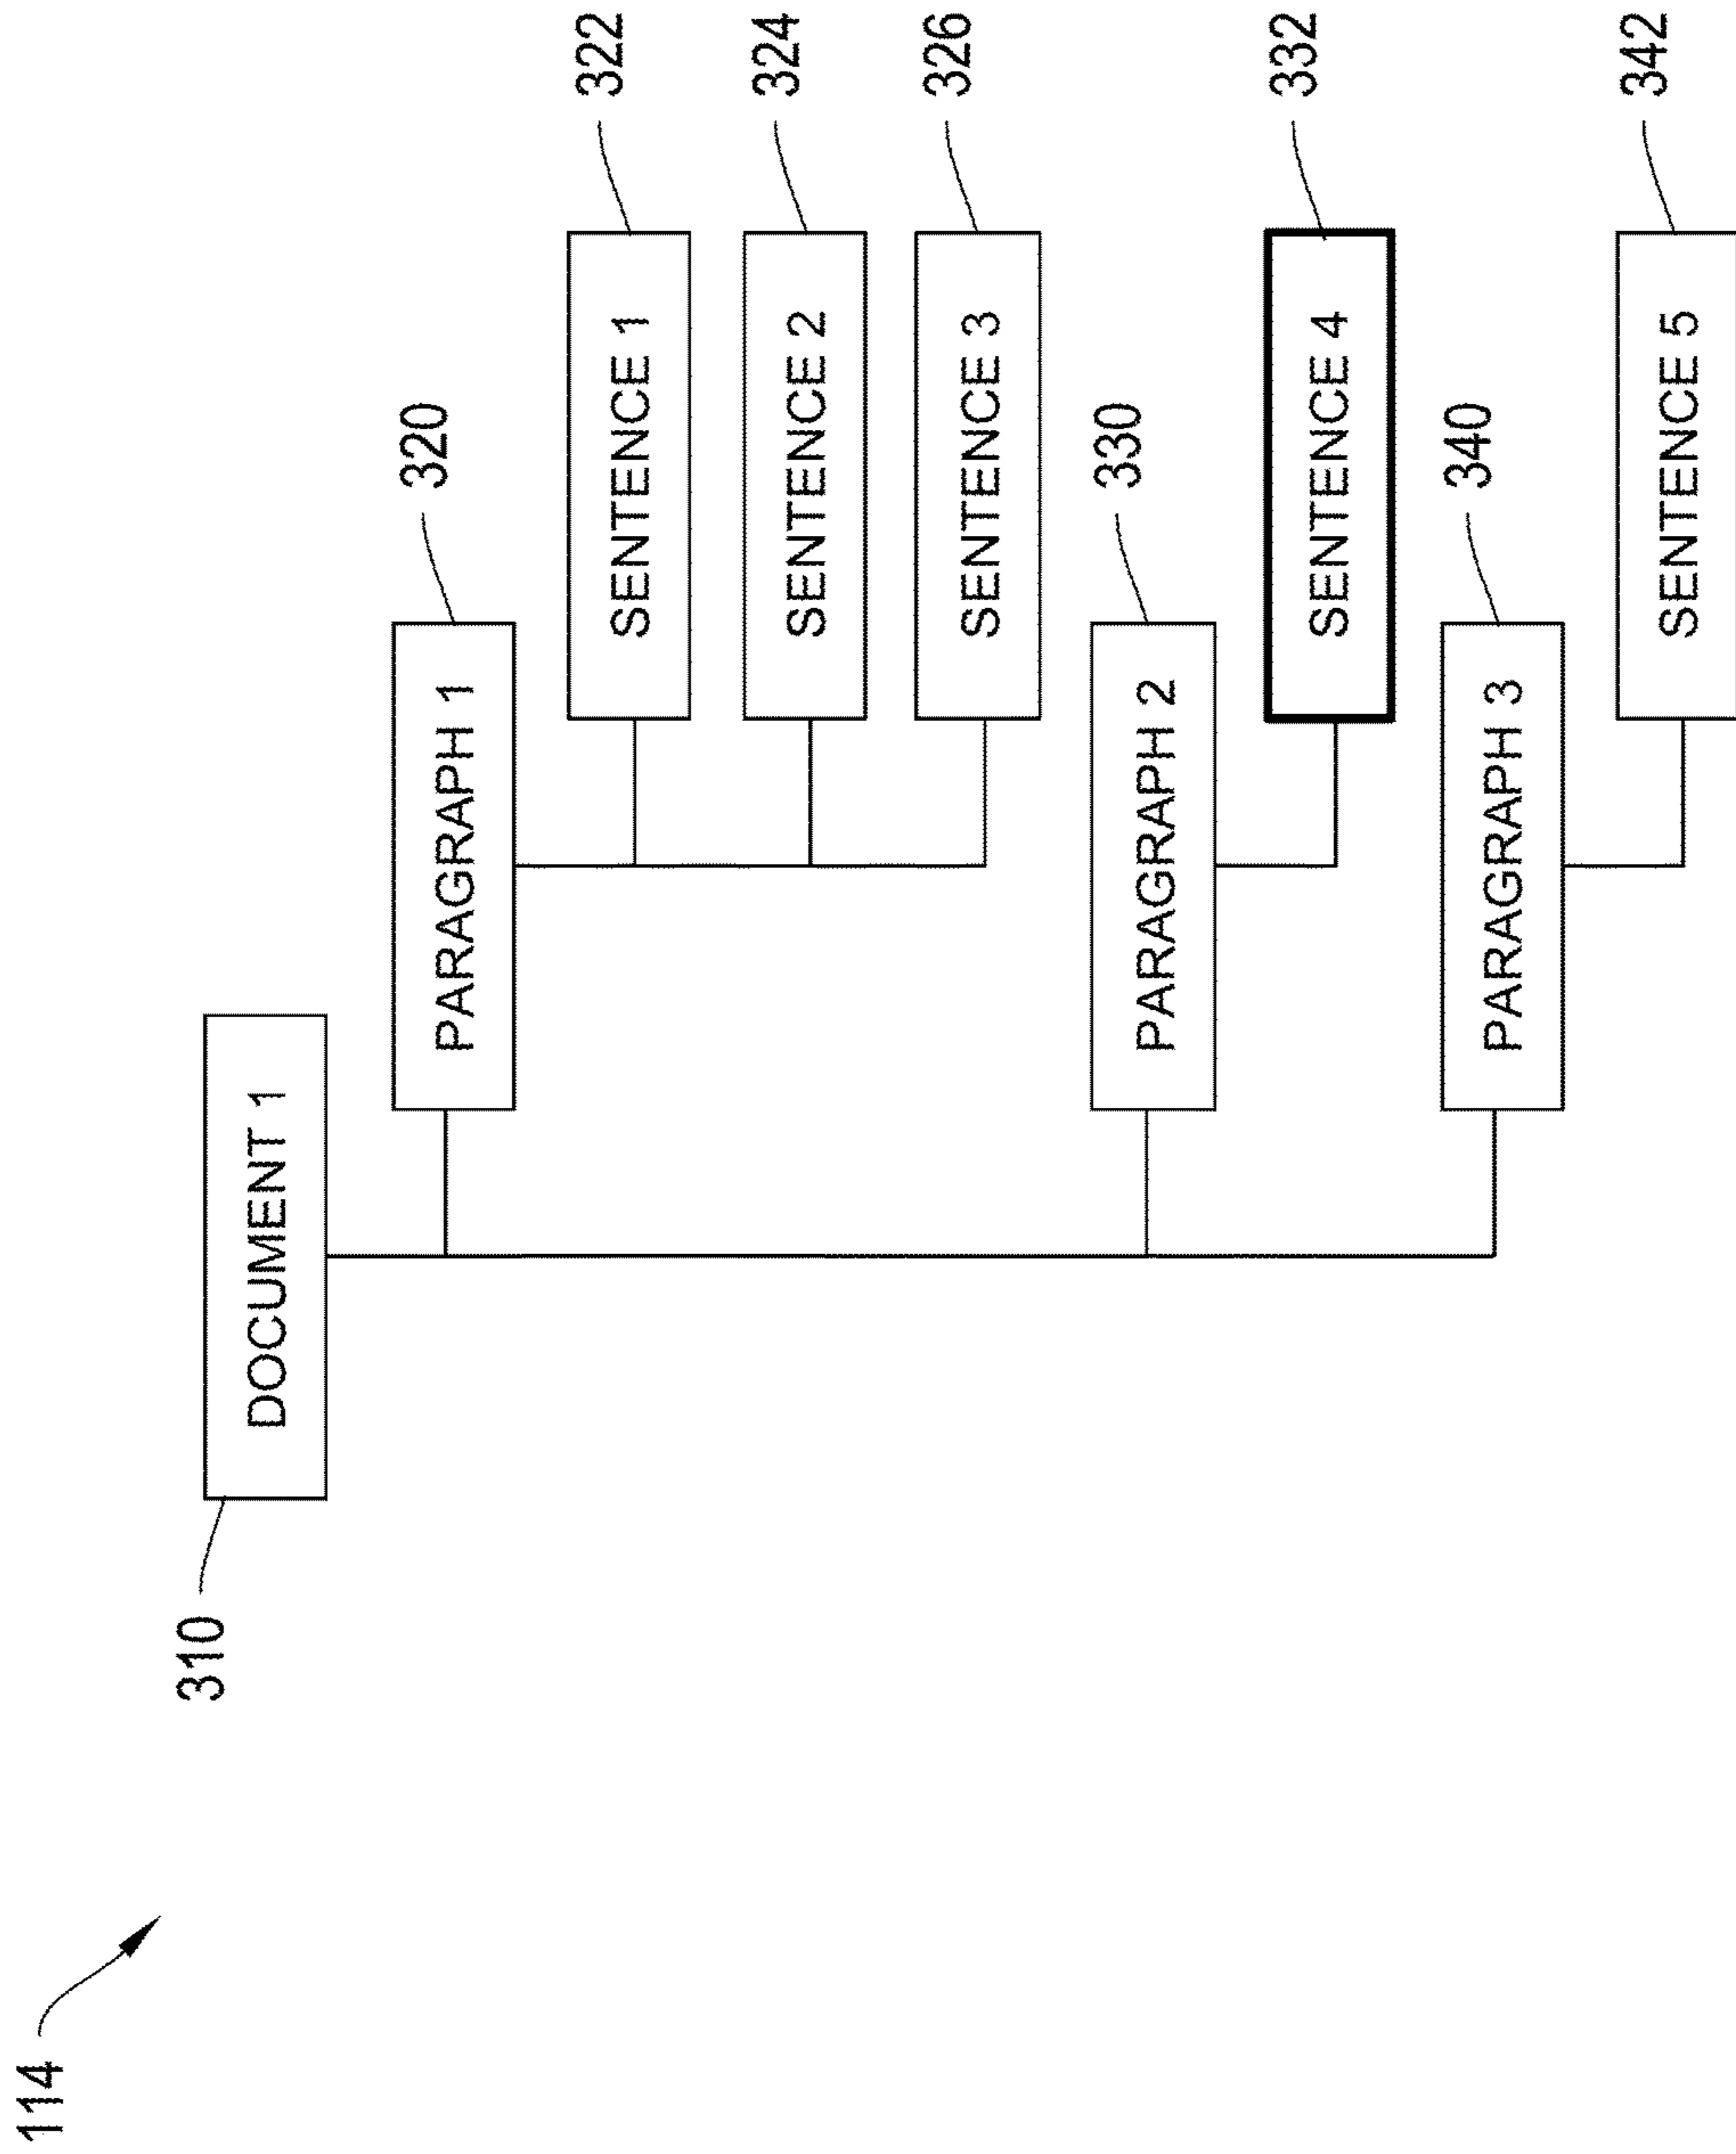 114
310
DOCUMENT 1
320
PARAGRAPH 1
322
SENTENCE 1
324
SENTENCE 2
326
SENTENCE 3
330
PARAGRAPH 2
332
SENTENCE 4
340
PARAGRAPH 3
342
SENTENCE 5